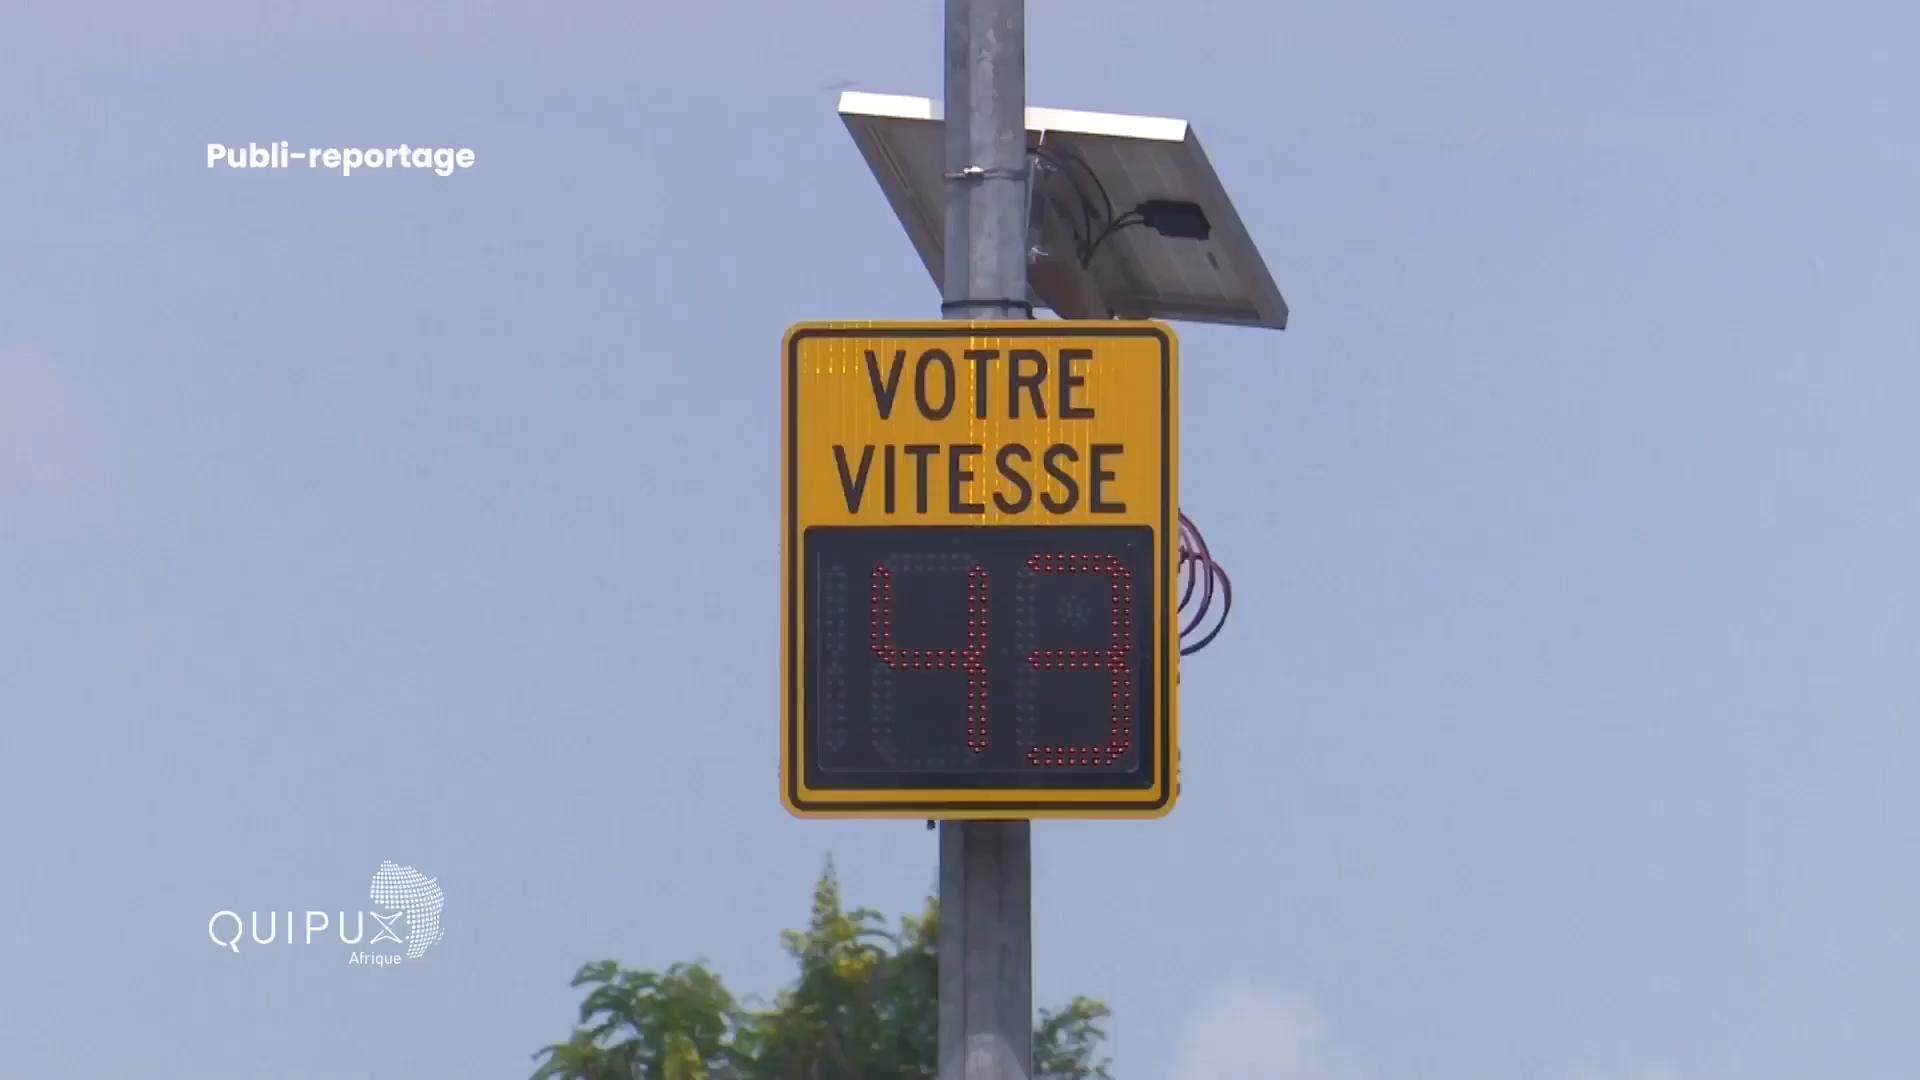 Publi-reportage
VOTRE
VITESSE
43
QUIPUX
Afrique